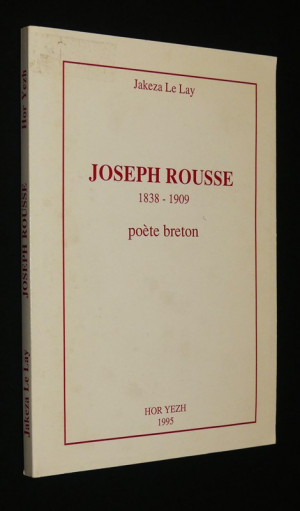 Jakeza Le Lay
JOSEPH ROUSSE
1838 - 1909
poète breton
HOR YEZH
1995
Jakeza Le Lay JOSEPH ROUSSE Hor Yezh